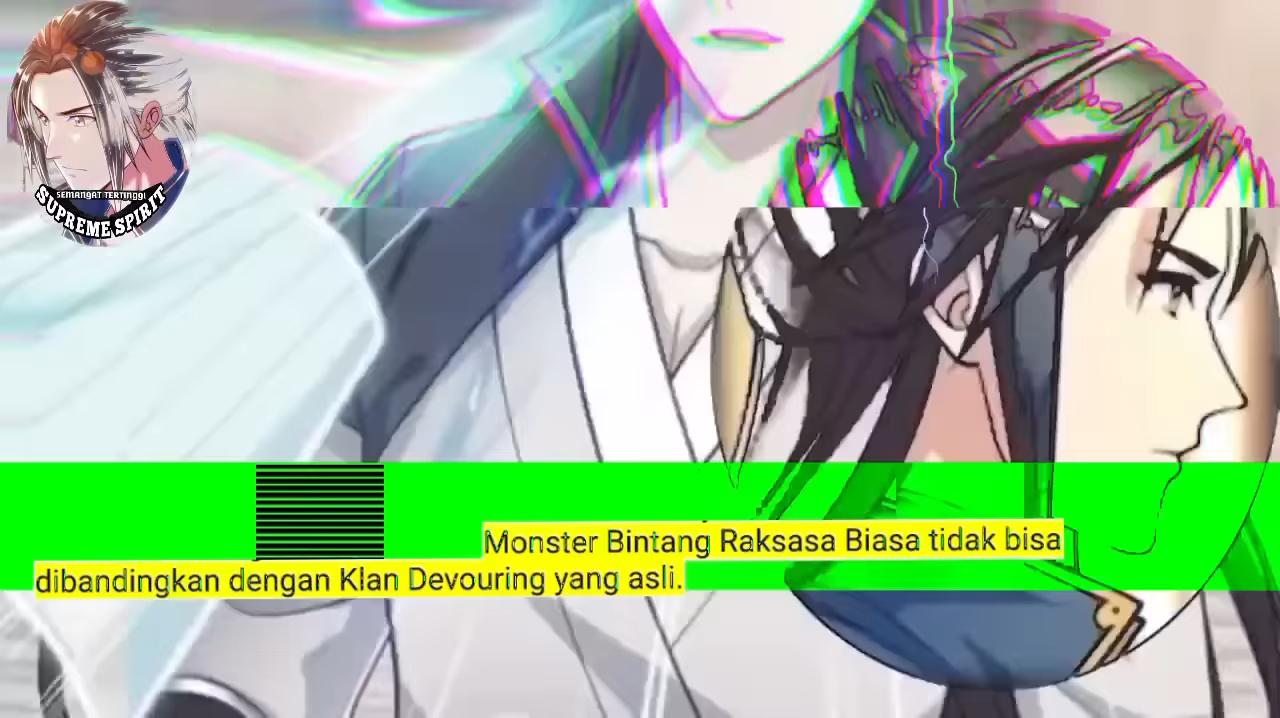 SEMANGAT TERTINGGI
SUPREME SPIRIT
Monster Bintang Raksasa Biasa tidak bisa
dibandingkan dengan Klan Devouring yang asli.